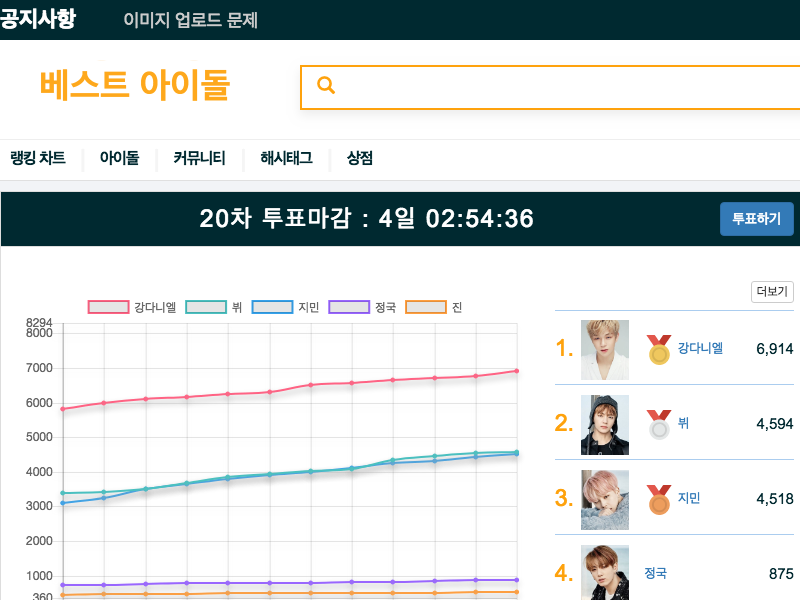 공지사항 이미지 업로드 문제
베스트 아이돌
랭킹 차트 아이돌 커뮤니티 해시태그 상점
20차 투표마감 : 4일 02:54:36 투표하기
더보기
강다니엘 뷔 지민 정국 진
8294
8000
7000
6000
5000
4000
3000
2000
1000
360
1. 강다니엘 6,914
2. 뷔 4,594
3. 지민 4,518
4. 정국 875